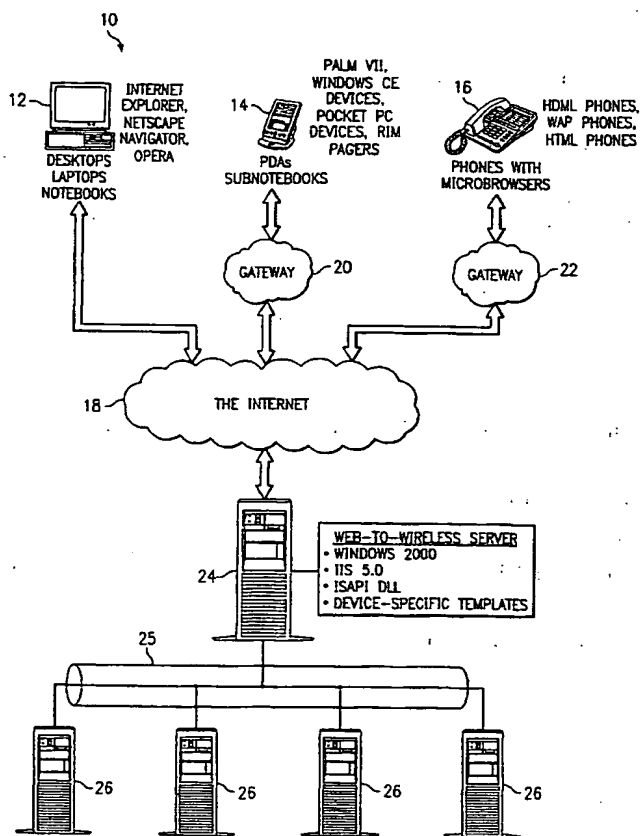 10
12
INTERNET
EXPLORER,
NETSCAPE
NAVIGATOR,
OPERA
DESKTOPS
LAPTOPS
NOTEBOOKS
14
PALM VII,
WINDOWS CE
DEVICES,
POCKET PC
DEVICES, RIM
PAGERS
PDAs
SUBNOTEBOOKS
16
HDML PHONES,
WAP PHONES,
HTML PHONES
PHONES WITH
MICROBROWSERS
GATEWAY
20
GATEWAY
22
18
THE INTERNET
24
WEB-TO-WIRELESS SERVER
• WINDOWS 2000
• IIS 5.0
• ISAPI DLL
• DEVICE-SPECIFIC TEMPLATES
25
26
26
26
26